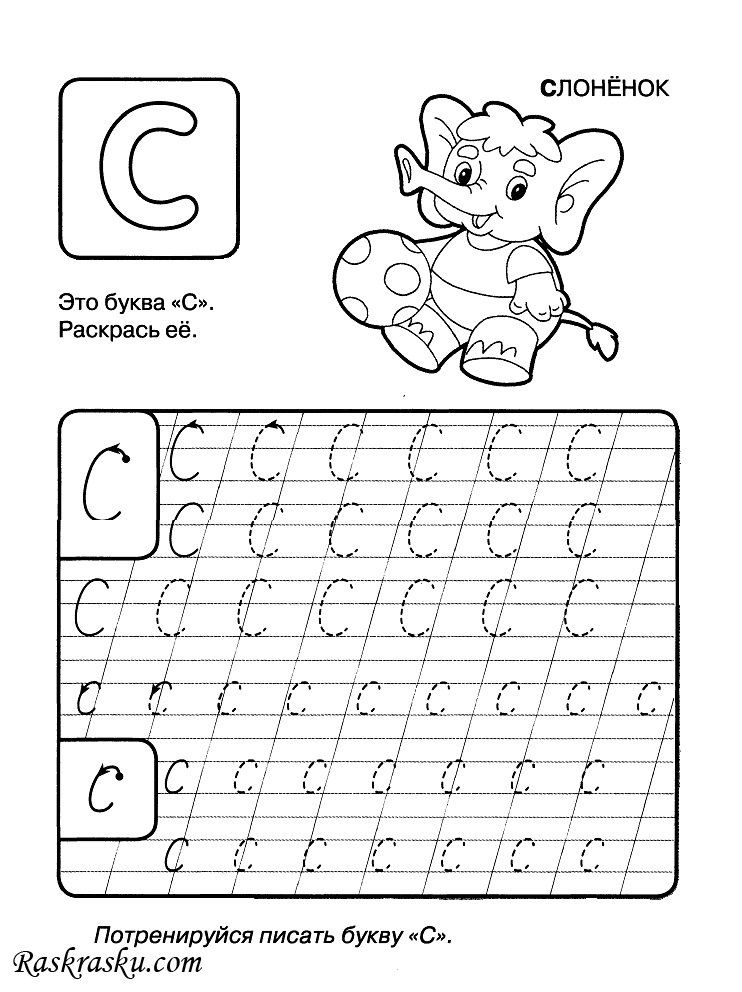 С
СЛОНЁНОК
Это буква «С».
Раскрась её.
С С С С С С С
С С С С С С
С С С С С С С
с с с с с с с с с
с с с с с с с с
с с с с с с с
Потренируйся писать букву «С».
Raskrasku.com